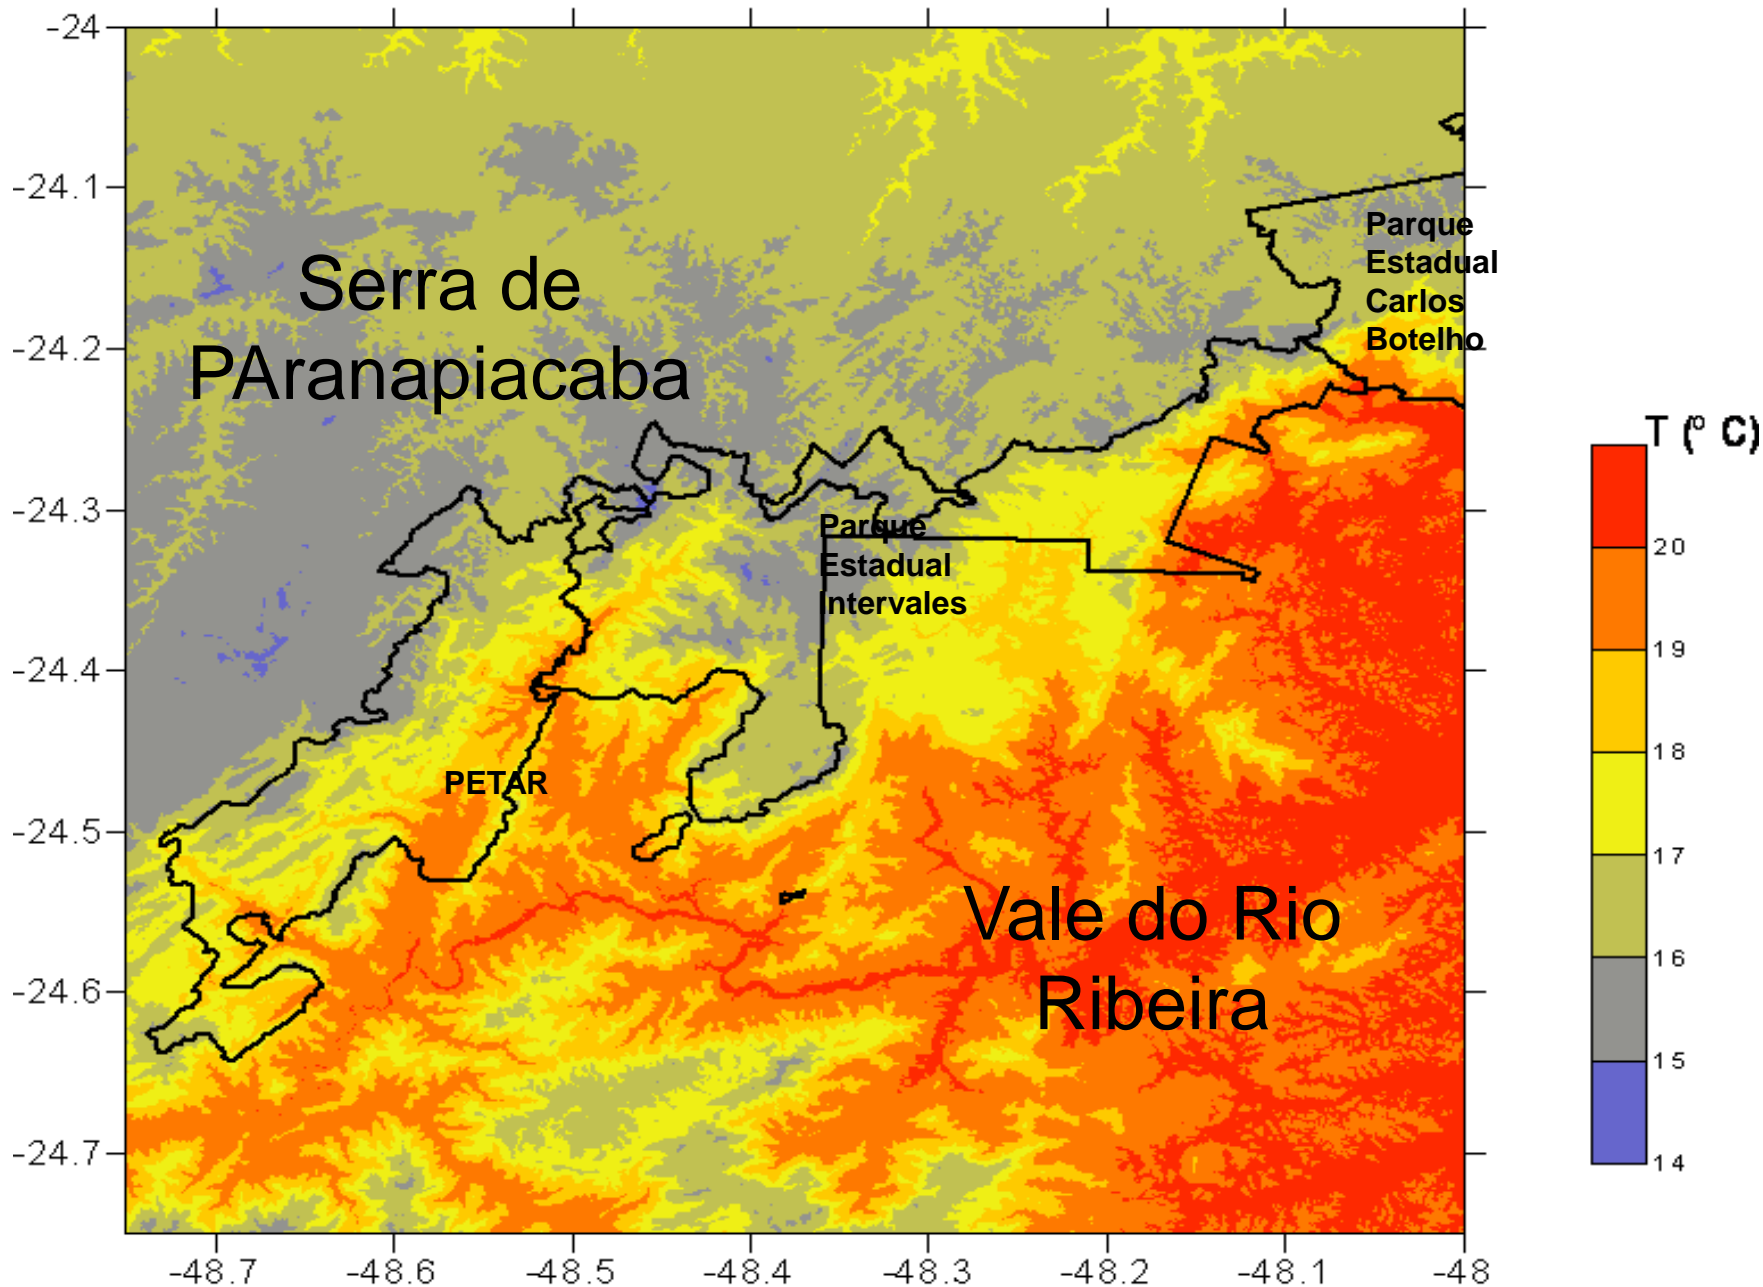 -24
-24.1
-24.2
-24.3
-24.4
-24.5
-24.6
-24.7
Serra de
PAranapiacaba
Parque
Estadual
Carlos
Botelho
Parque
Estadual
Intervales
PETAR
Vale do Rio
Ribeira
-48.7 -48.6 -48.5 -48.4 -48.3 -48.2 -48.1 -48
T (° C)
20
19
18
17
16
15
14